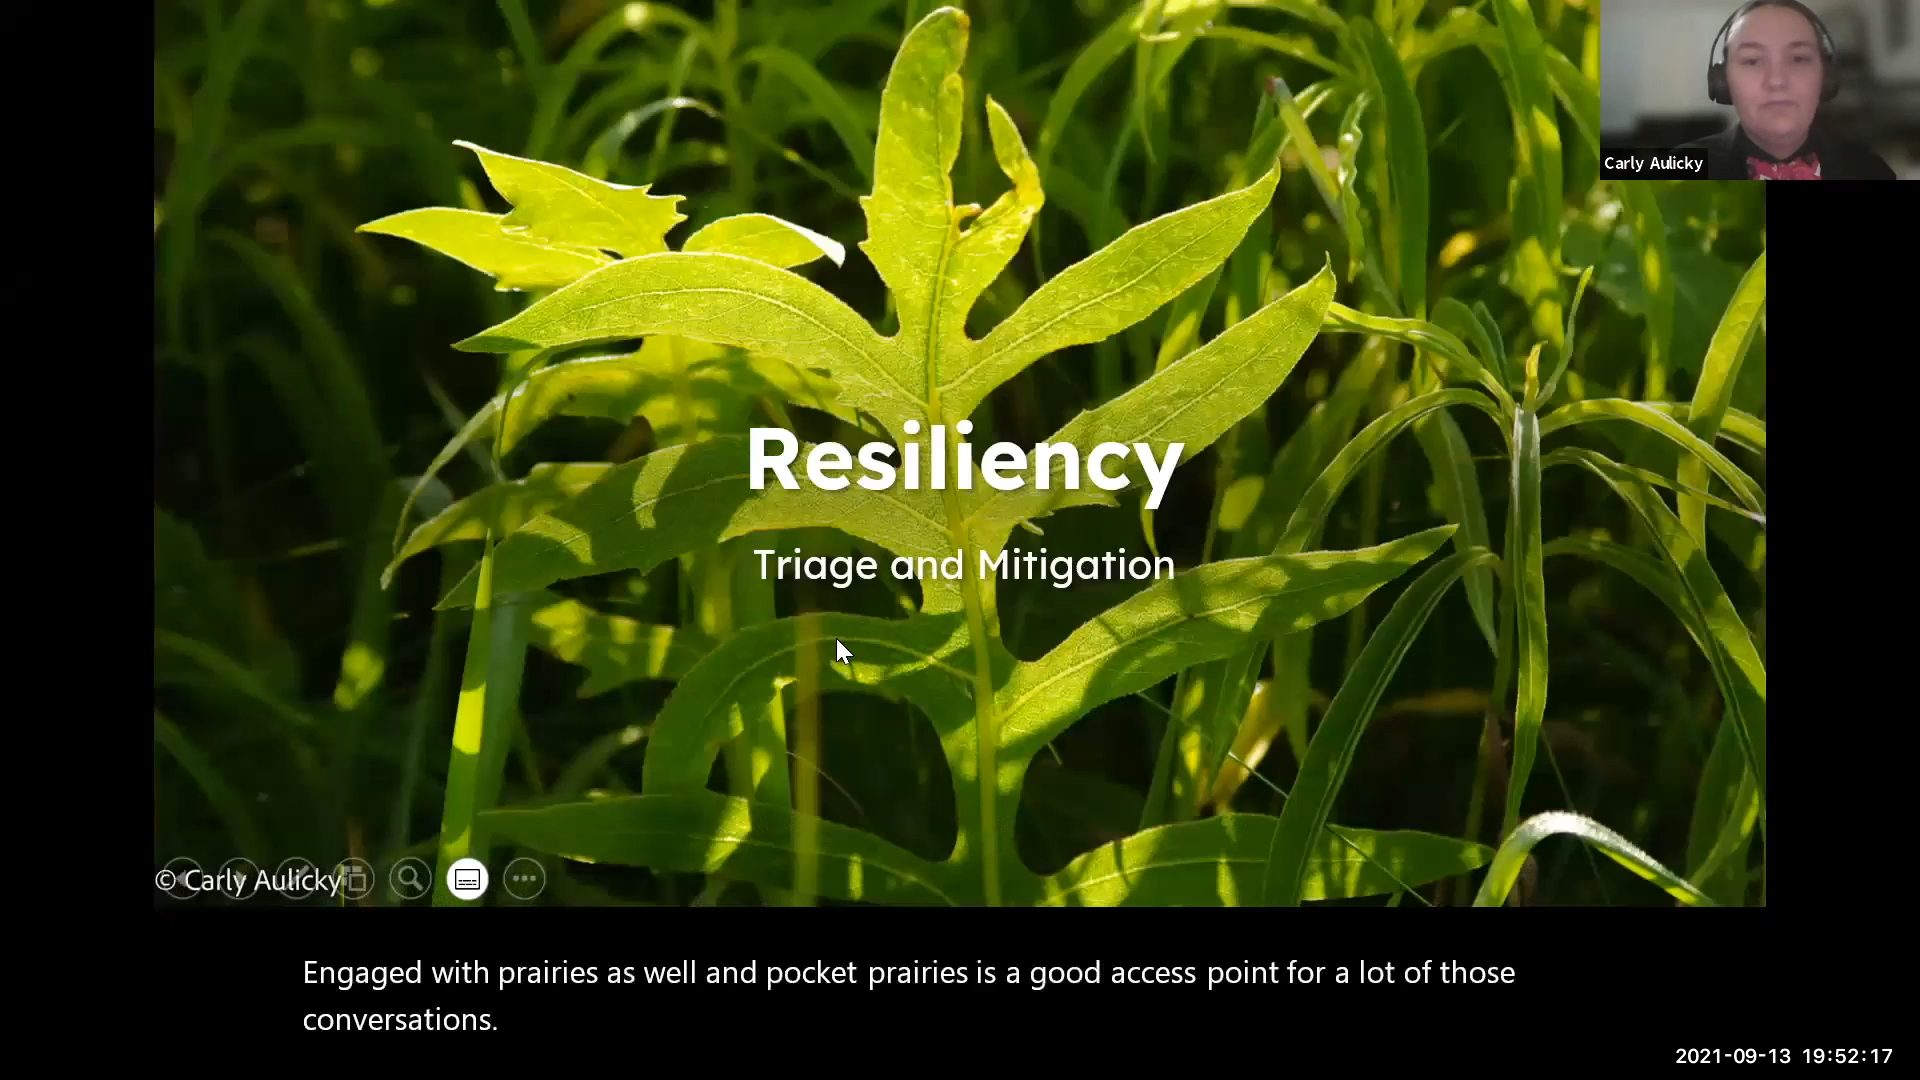 Carly Aulicky
Resiliency
Triage and Mitigation
© Carly Aulicky
Engaged with prairies as well and pocket prairies is a good access point for a lot of those
conversations.
2021-09-13 19:52:17